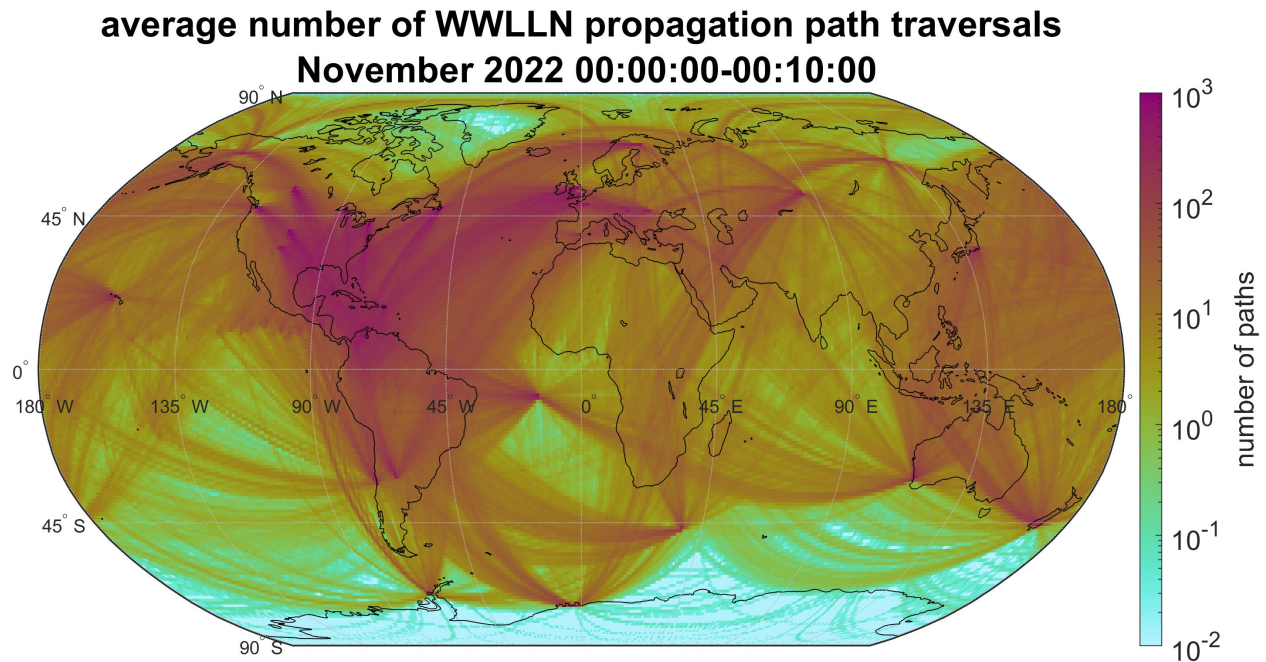 average number of WWLLN propagation path traversals
November 2022 00:00:00-00:10:00
90° N
45° N
0°
180° W 135° W 90° W 45° W 0° 45° E 90° E 135° E 180°
45° S
90° S
10³
10²
10¹
10⁰
10⁻¹
10⁻²
number of paths